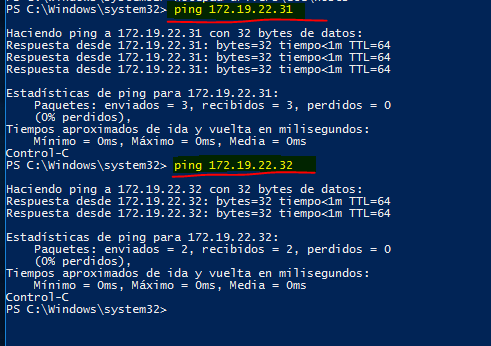 PS C:\Windows\system32> ping 172.19.22.31
Haciendo ping a 172.19.22.31 con 32 bytes de datos:
Respuesta desde 172.19.22.31: bytes=32 tiempo<1m TTL=64
Respuesta desde 172.19.22.31: bytes=32 tiempo<1m TTL=64
Respuesta desde 172.19.22.31: bytes=32 tiempo<1m TTL=64
Estadísticas de ping para 172.19.22.31:
Paquetes: enviados = 3, recibidos = 3, perdidos = 0
(0% perdidos),
Tiempos aproximados de ida y vuelta en milisegundos:
Mínimo = 0ms, Máximo = 0ms, Media = 0ms
Control-C
PS C:\Windows\system32> ping 172.19.22.32
Haciendo ping a 172.19.22.32 con 32 bytes de datos:
Respuesta desde 172.19.22.32: bytes=32 tiempo<1m TTL=64
Respuesta desde 172.19.22.32: bytes=32 tiempo<1m TTL=64
Estadísticas de ping para 172.19.22.32:
Paquetes: enviados = 2, recibidos = 2, perdidos = 0
(0% perdidos),
Tiempos aproximados de ida y vuelta en milisegundos:
Mínimo = 0ms, Máximo = 0ms, Media = 0ms
Control-C
PS C:\Windows\system32>